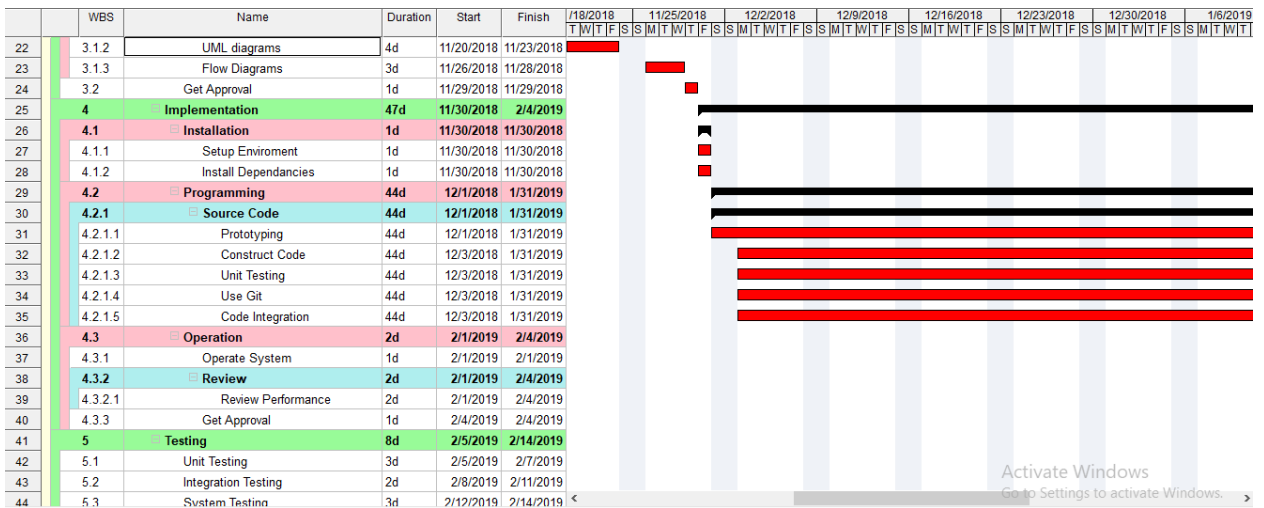 WBS Name Duration Start Finish /18/2018 11/25/2018 12/2/2018 12/9/2018 12/16/2018 12/23/2018 12/30/2018 1/6/2019
T W T F S S M T W T F S S M T W T F S S M T W T F S S M T W T F S S M T W T F S S M T W T F S S M T W T
22 3.1.2 UML diagrams 4d 11/20/2018 11/23/2018
23 3.1.3 Flow Diagrams 3d 11/26/2018 11/28/2018
24 3.2 Get Approval 1d 11/29/2018 11/29/2018
25 4 Implementation 47d 11/30/2018 2/4/2019
26 4.1 Installation 1d 11/30/2018 11/30/2018
27 4.1.1 Setup Enviroment 1d 11/30/2018 11/30/2018
28 4.1.2 Install Dependancies 1d 11/30/2018 11/30/2018
29 4.2 Programming 44d 12/1/2018 1/31/2019
30 4.2.1 Source Code 44d 12/1/2018 1/31/2019
31 4.2.1.1 Prototyping 44d 12/1/2018 1/31/2019
32 4.2.1.2 Construct Code 44d 12/3/2018 1/31/2019
33 4.2.1.3 Unit Testing 44d 12/3/2018 1/31/2019
34 4.2.1.4 Use Git 44d 12/3/2018 1/31/2019
35 4.2.1.5 Code Integration 44d 12/3/2018 1/31/2019
36 4.3 Operation 2d 2/1/2019 2/4/2019
37 4.3.1 Operate System 1d 2/1/2019 2/1/2019
38 4.3.2 Review 2d 2/1/2019 2/4/2019
39 4.3.2.1 Review Performance 2d 2/1/2019 2/4/2019
40 4.3.3 Get Approval 1d 2/4/2019 2/4/2019
41 5 Testing 8d 2/5/2019 2/14/2019
42 5.1 Unit Testing 3d 2/5/2019 2/7/2019
43 5.2 Integration Testing 2d 2/8/2019 2/11/2019
44 5.3 System Testing 3d 2/12/2019 2/14/2019
Activate Windows
Go to Settings to activate Windows.